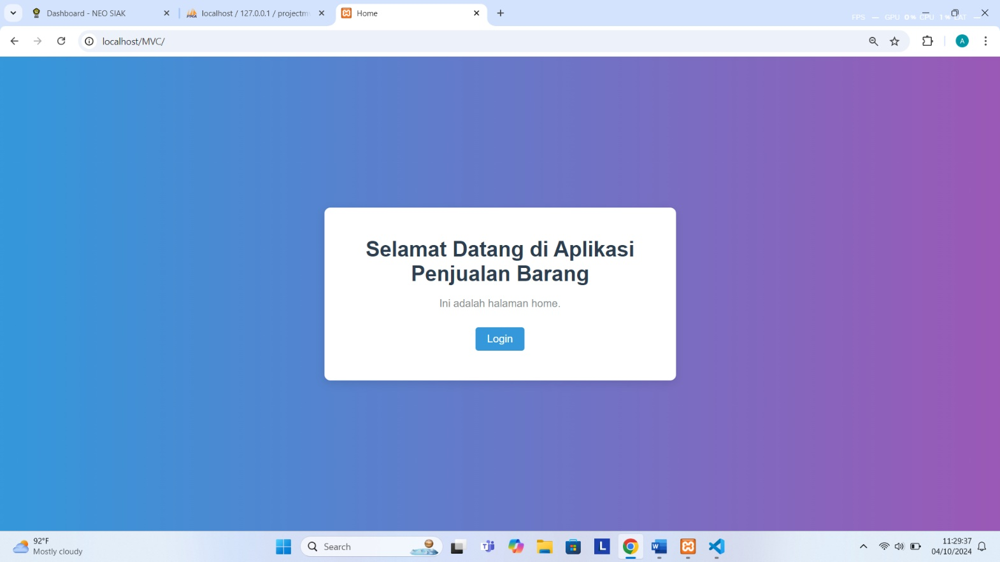 Dashboard - NEO SIAK
localhost / 127.0.0.1 / projectm
Home
FPS — GPU 0% CPU 1% LAT —
localhost/MVC/
A
Selamat Datang di Aplikasi
Penjualan Barang
Ini adalah halaman home.
Login
92°F
Mostly cloudy
Search
L
11:29:37
04/10/2024